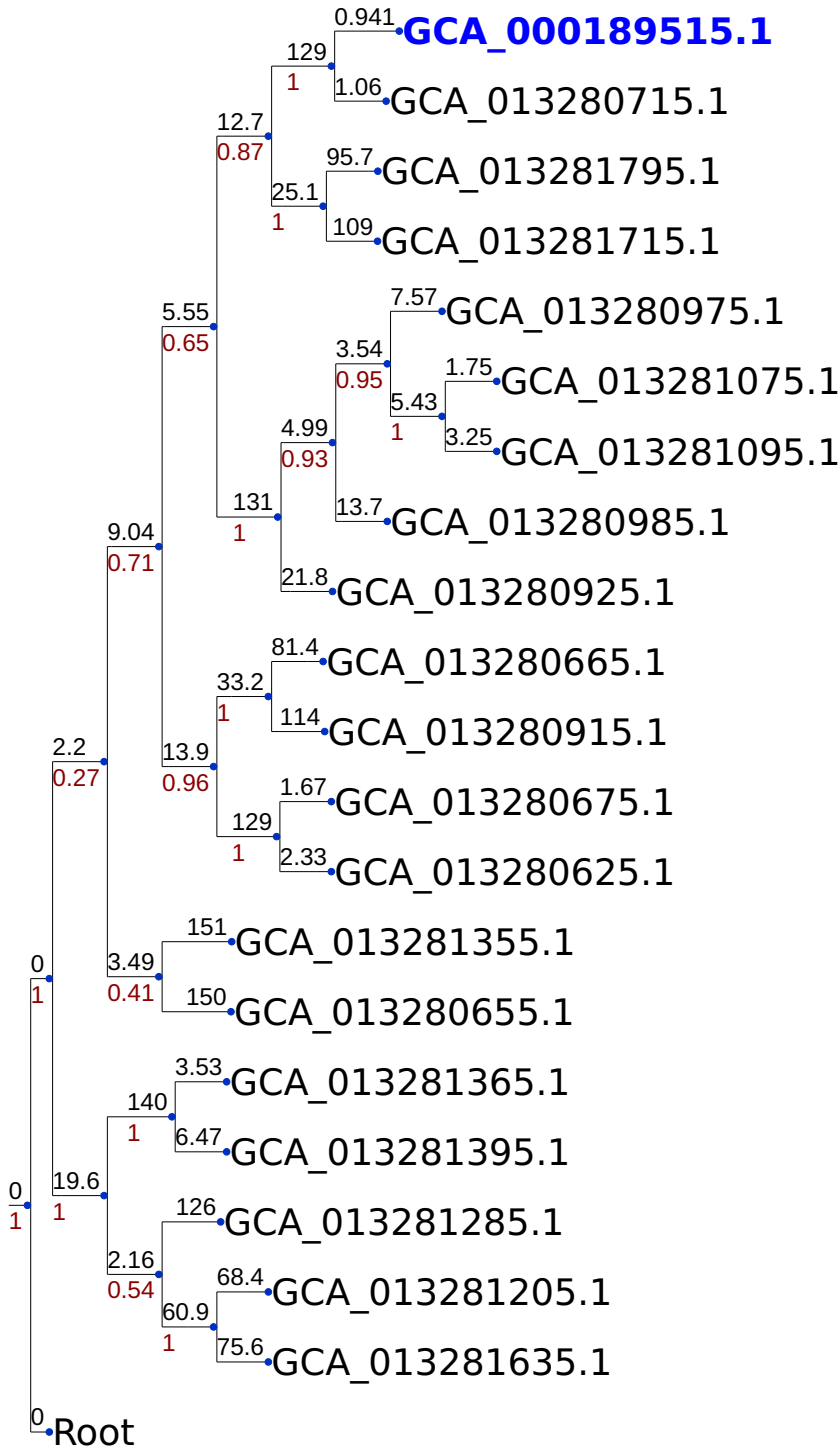 0.941
GCA_000189515.1
129
1
1.06
GCA_013280715.1
12.7
0.87
95.7
GCA_013281795.1
25.1
1
109
GCA_013281715.1
5.55
0.65
7.57
GCA_013280975.1
3.54
0.95
1.75
GCA_013281075.1
5.43
1
3.25
GCA_013281095.1
4.99
0.93
13.7
GCA_013280985.1
131
1
21.8
GCA_013280925.1
9.04
0.71
81.4
GCA_013280665.1
33.2
1
114
GCA_013280915.1
13.9
0.96
1.67
GCA_013280675.1
129
1
2.33
GCA_013280625.1
2.2
0.27
151
GCA_013281355.1
3.49
0.41
150
GCA_013280655.1
0
1
3.53
GCA_013281365.1
140
1
6.47
GCA_013281395.1
19.6
1
0
1
126
GCA_013281285.1
2.16
0.54
68.4
GCA_013281205.1
60.9
1
75.6
GCA_013281635.1
0
Root